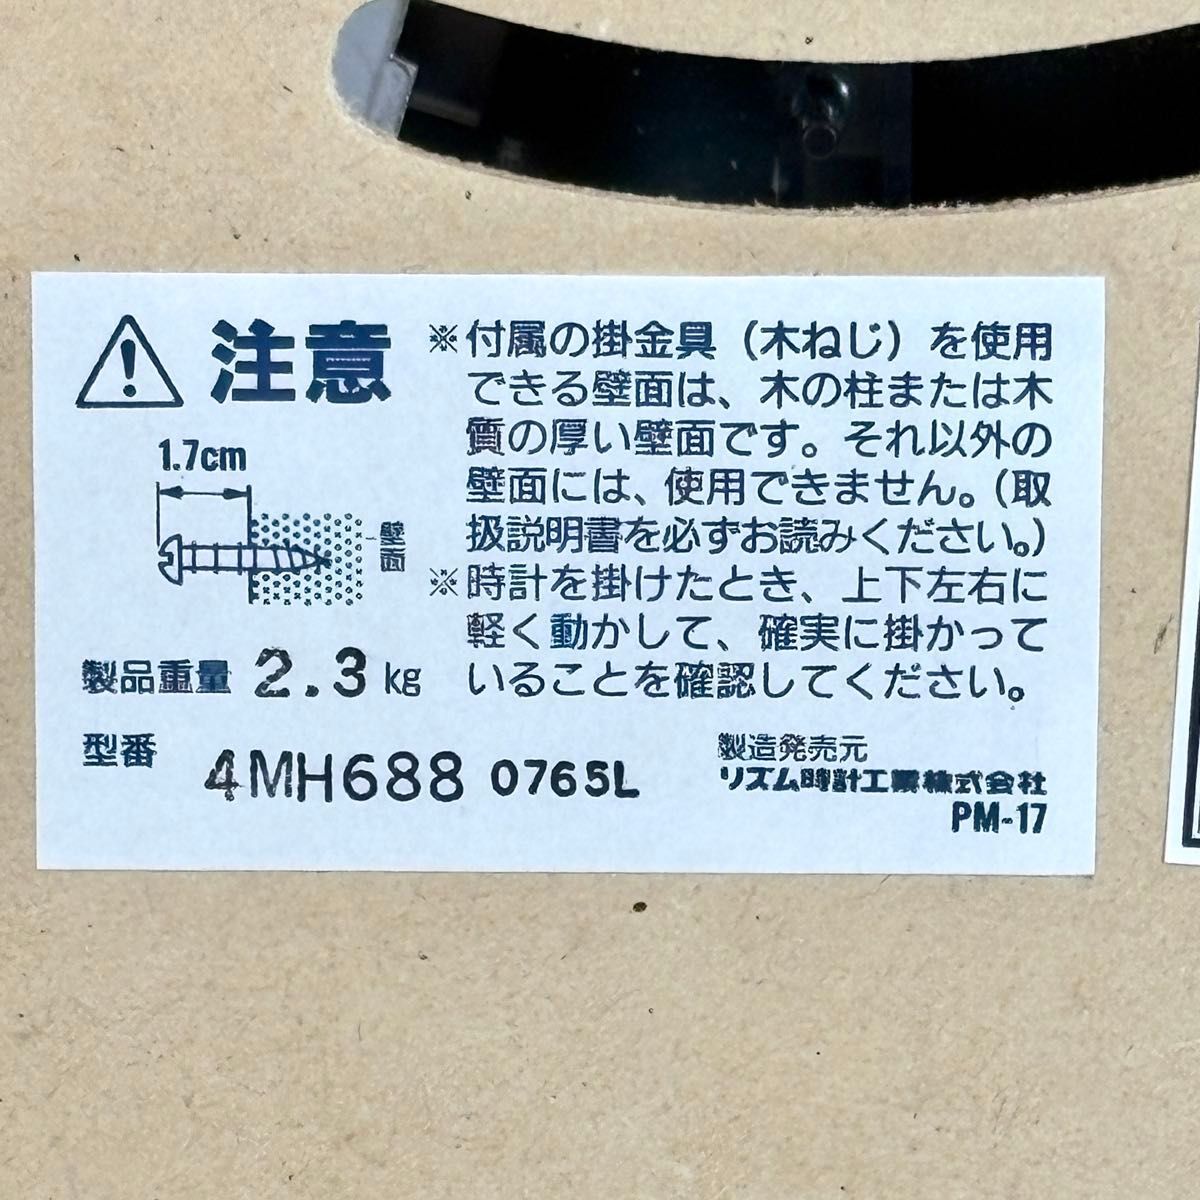 注意
※付属の掛金具（木ねじ）を使用
できる壁面は、木の柱または木
質の厚い壁面です。それ以外の
壁面には、使用できません。（取
扱説明書を必ずお読みください。）
※時計を掛けたとき、上下左右に
軽く動かして、確実に掛かって
いることを確認してください。
1.7cm
壁面
製品重量 2.3 kg
型番 4MH688 0765L
製造発売元
リズム時計工業株式会社
PM-17